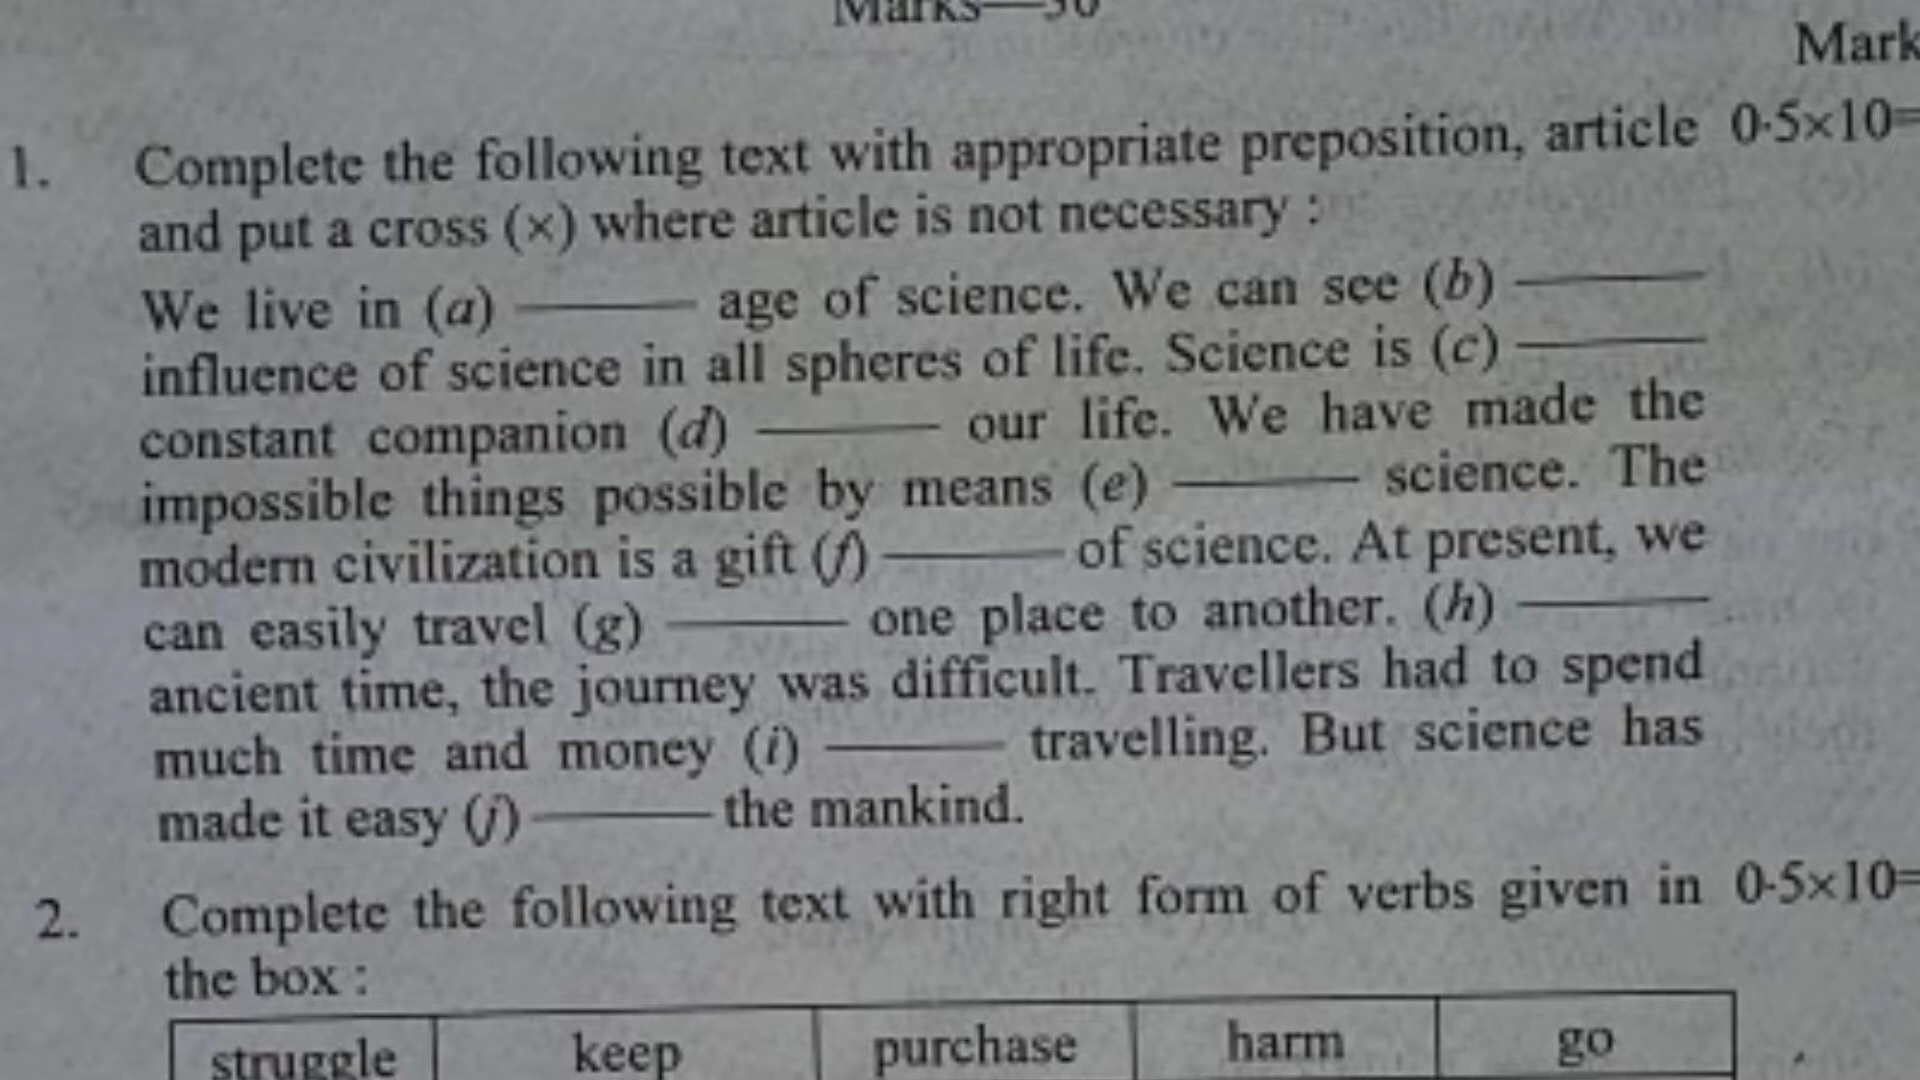 Marks—50
Mark
1. Complete the following text with appropriate preposition, article 0·5×10=
and put a cross (×) where article is not necessary :
We live in (a) ——— age of science. We can see (b) ———
influence of science in all spheres of life. Science is (c) ———
constant companion (d) ——— our life. We have made the
impossible things possible by means (e) ——— science. The
modern civilization is a gift (f) ——— of science. At present, we
can easily travel (g) ——— one place to another. (h) ———
ancient time, the journey was difficult. Travellers had to spend
much time and money (i) ——— travelling. But science has
made it easy (j) ——— the mankind.
2. Complete the following text with right form of verbs given in 0·5×10=
the box :
struggle keep purchase harm go